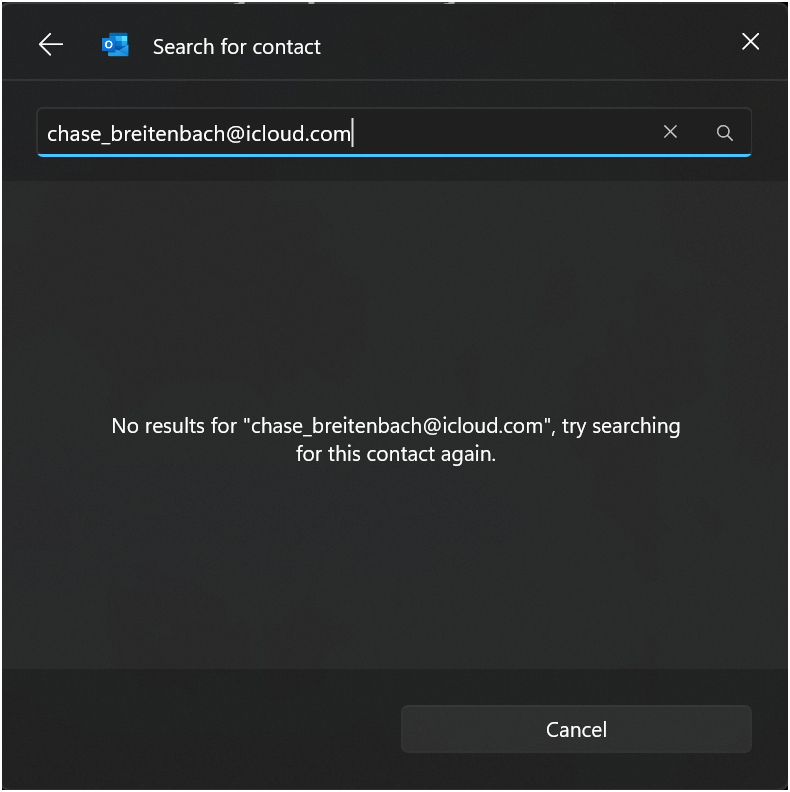 Search for contact
chase_breitenbach@icloud.com
No results for "chase_breitenbach@icloud.com", try searching
for this contact again.
Cancel